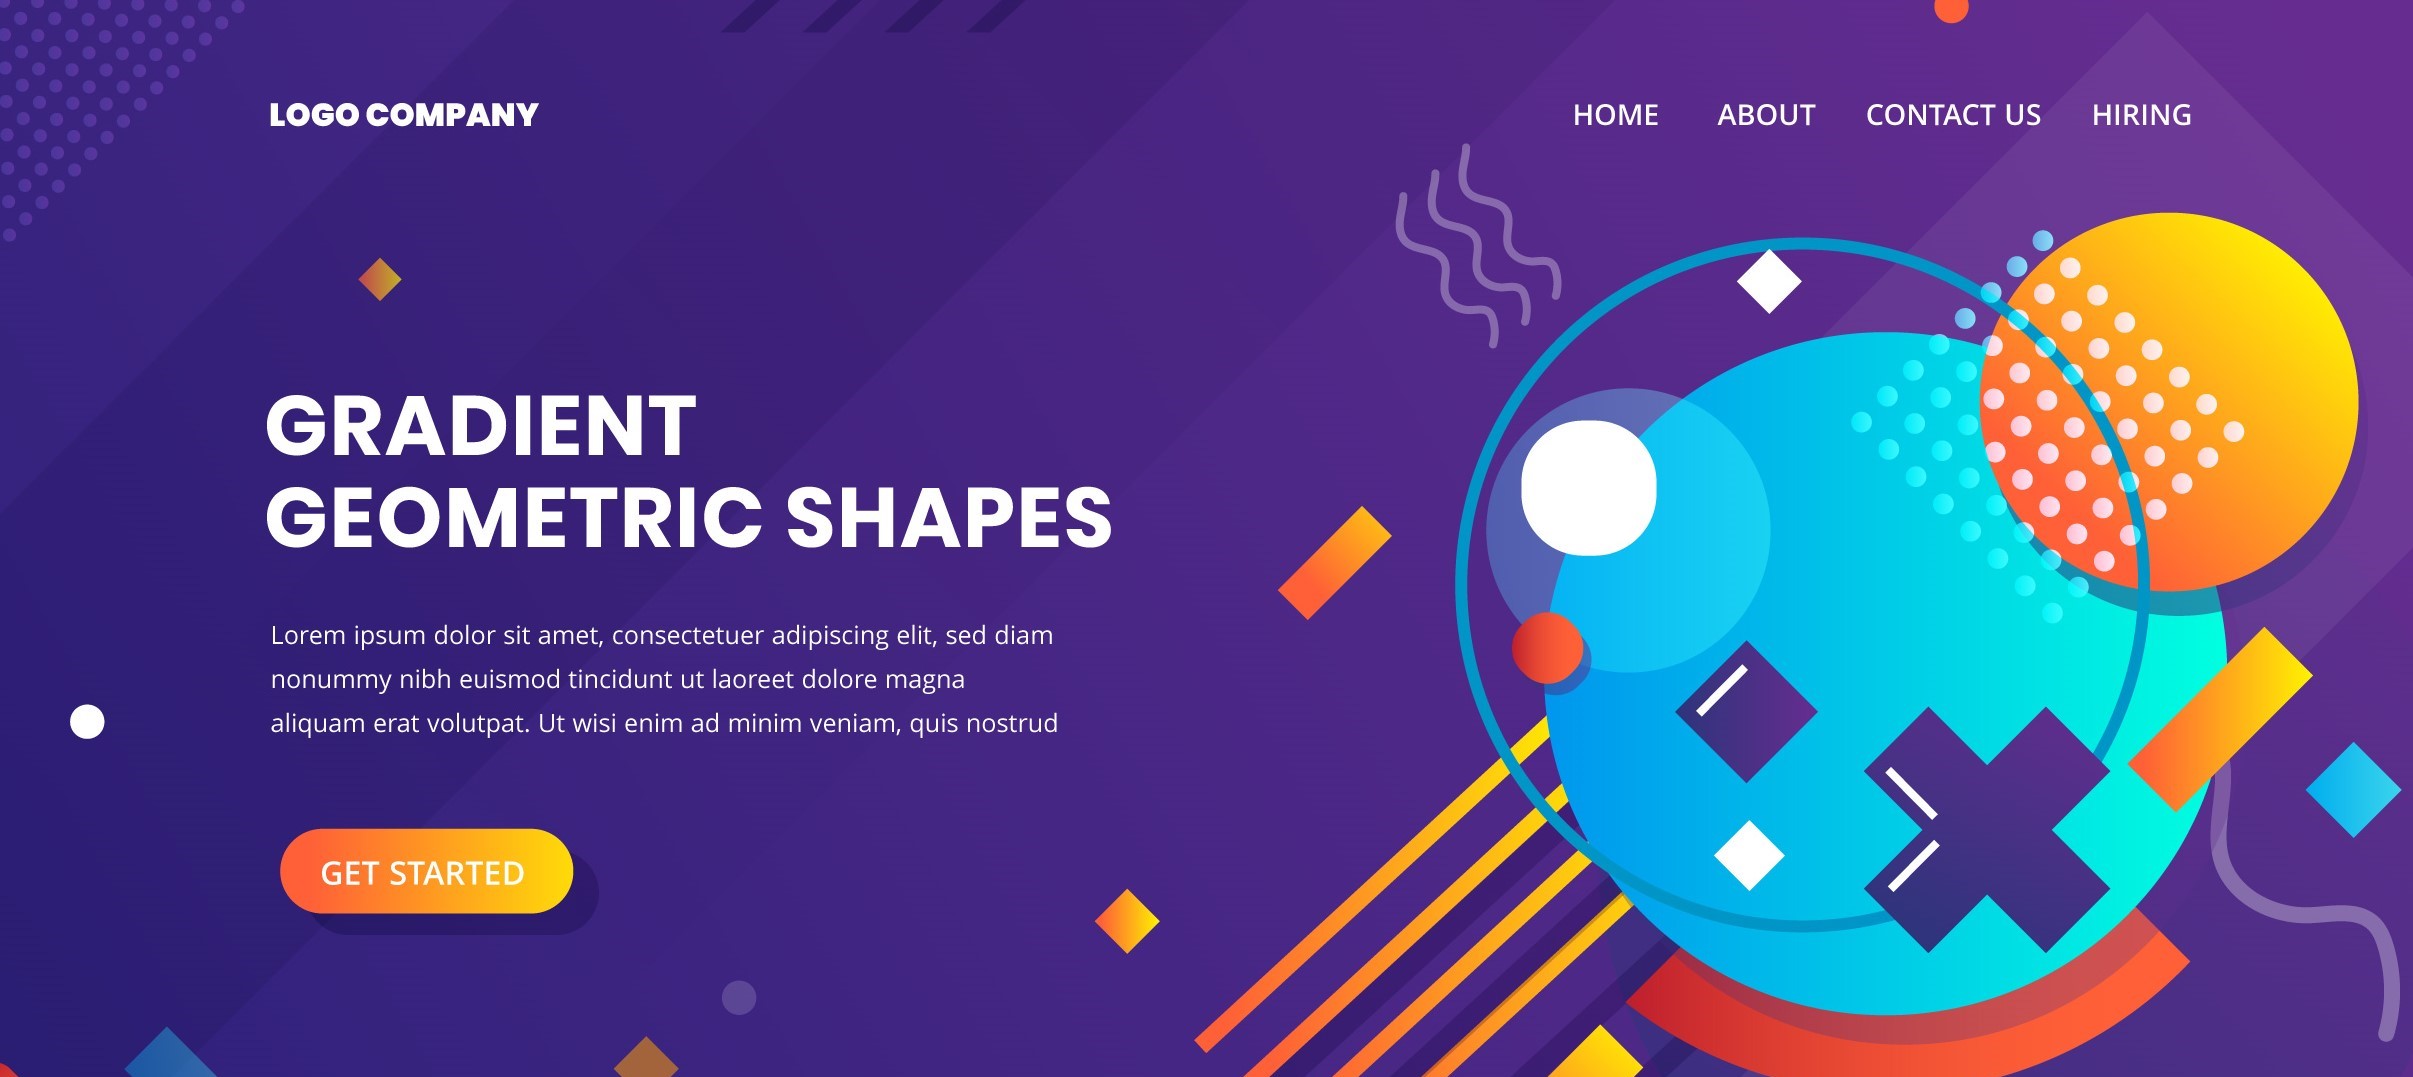 LOGO COMPANY
HOME ABOUT CONTACT US HIRING
GRADIENT
GEOMETRIC SHAPES
Lorem ipsum dolor sit amet, consectetuer adipiscing elit, sed diam
nonummy nibh euismod tincidunt ut laoreet dolore magna
aliquam erat volutpat. Ut wisi enim ad minim veniam, quis nostrud
GET STARTED